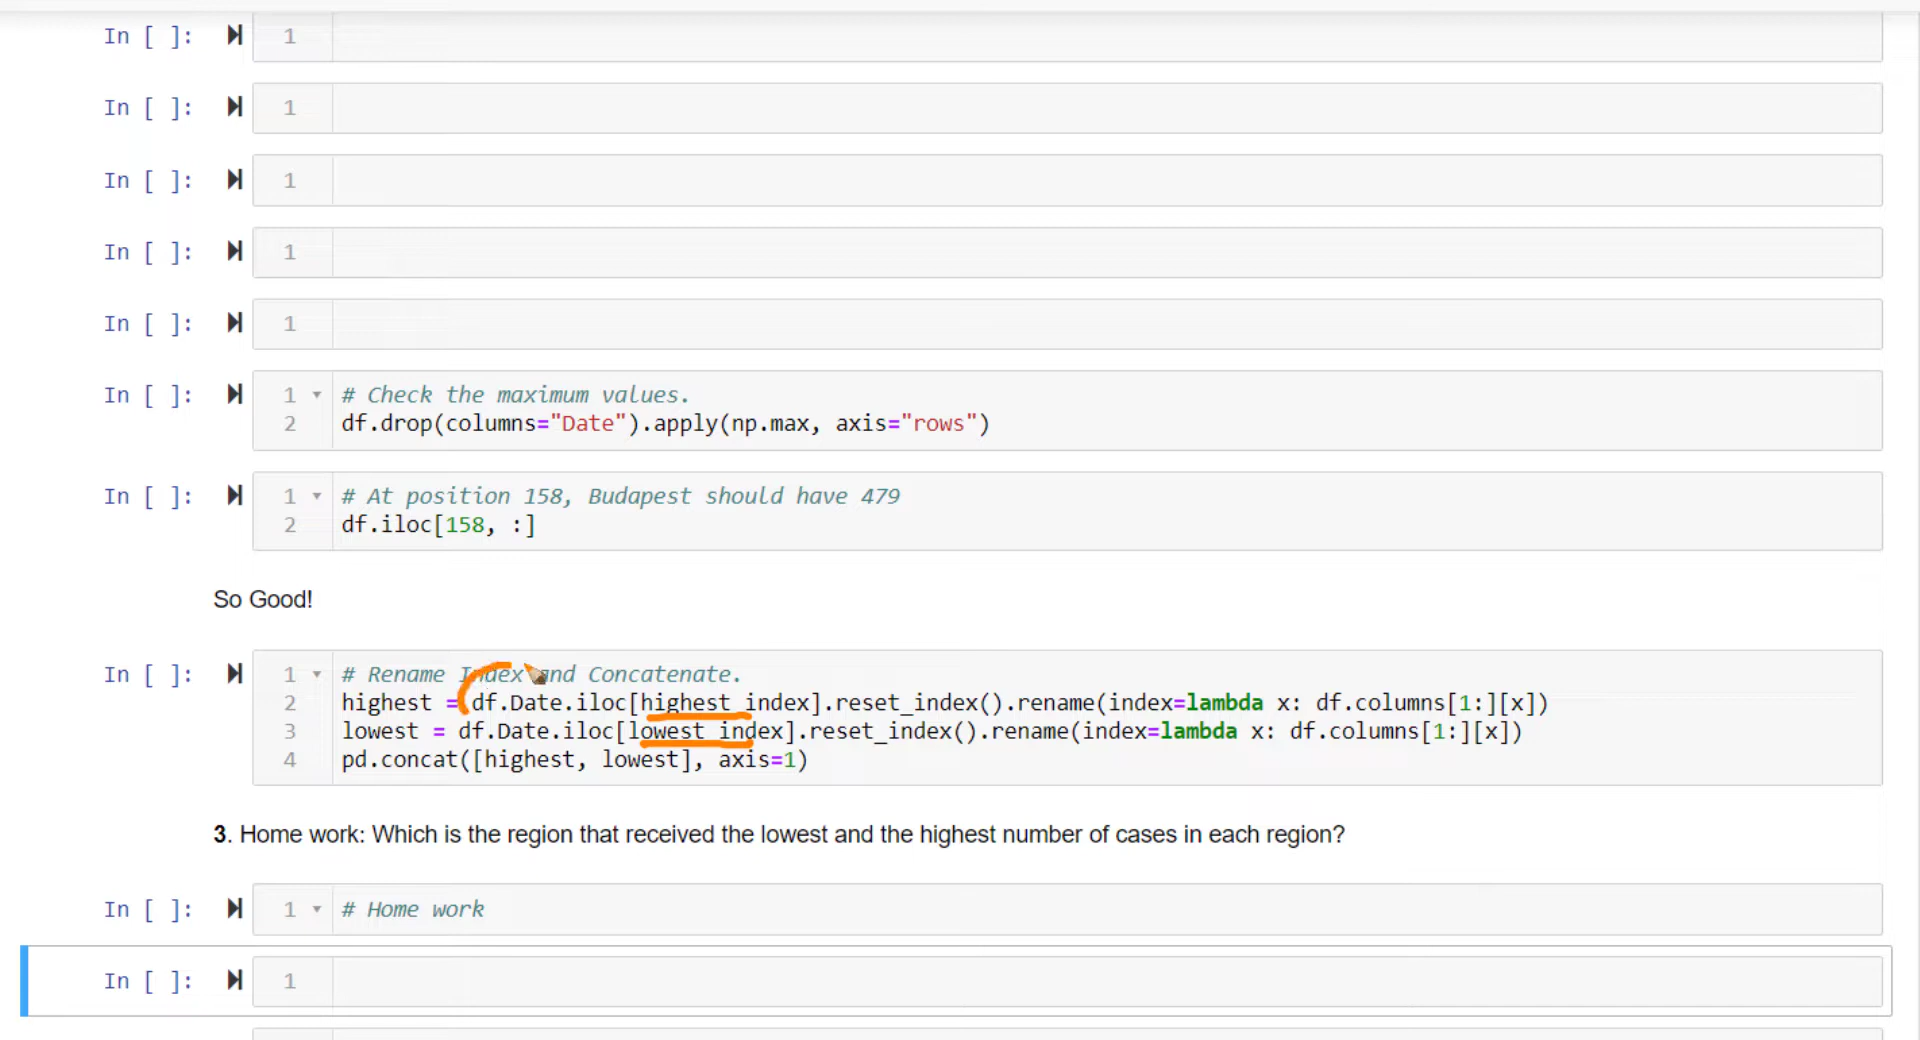 In [ ]: 1
In [ ]: 1
In [ ]: 1
In [ ]: 1
In [ ]: 1
In [ ]: 1 # Check the maximum values.
2 df.drop(columns="Date").apply(np.max, axis="rows")
In [ ]: 1 # At position 158, Budapest should have 479
2 df.iloc[158, :]
So Good!
In [ ]: 1 # Rename Index and Concatenate.
2 highest = df.Date.iloc[highest_index].reset_index().rename(index=lambda x: df.columns[1:][x])
3 lowest = df.Date.iloc[lowest_index].reset_index().rename(index=lambda x: df.columns[1:][x])
4 pd.concat([highest, lowest], axis=1)
3. Home work: Which is the region that received the lowest and the highest number of cases in each region?
In [ ]: 1 # Home work
In [ ]: 1